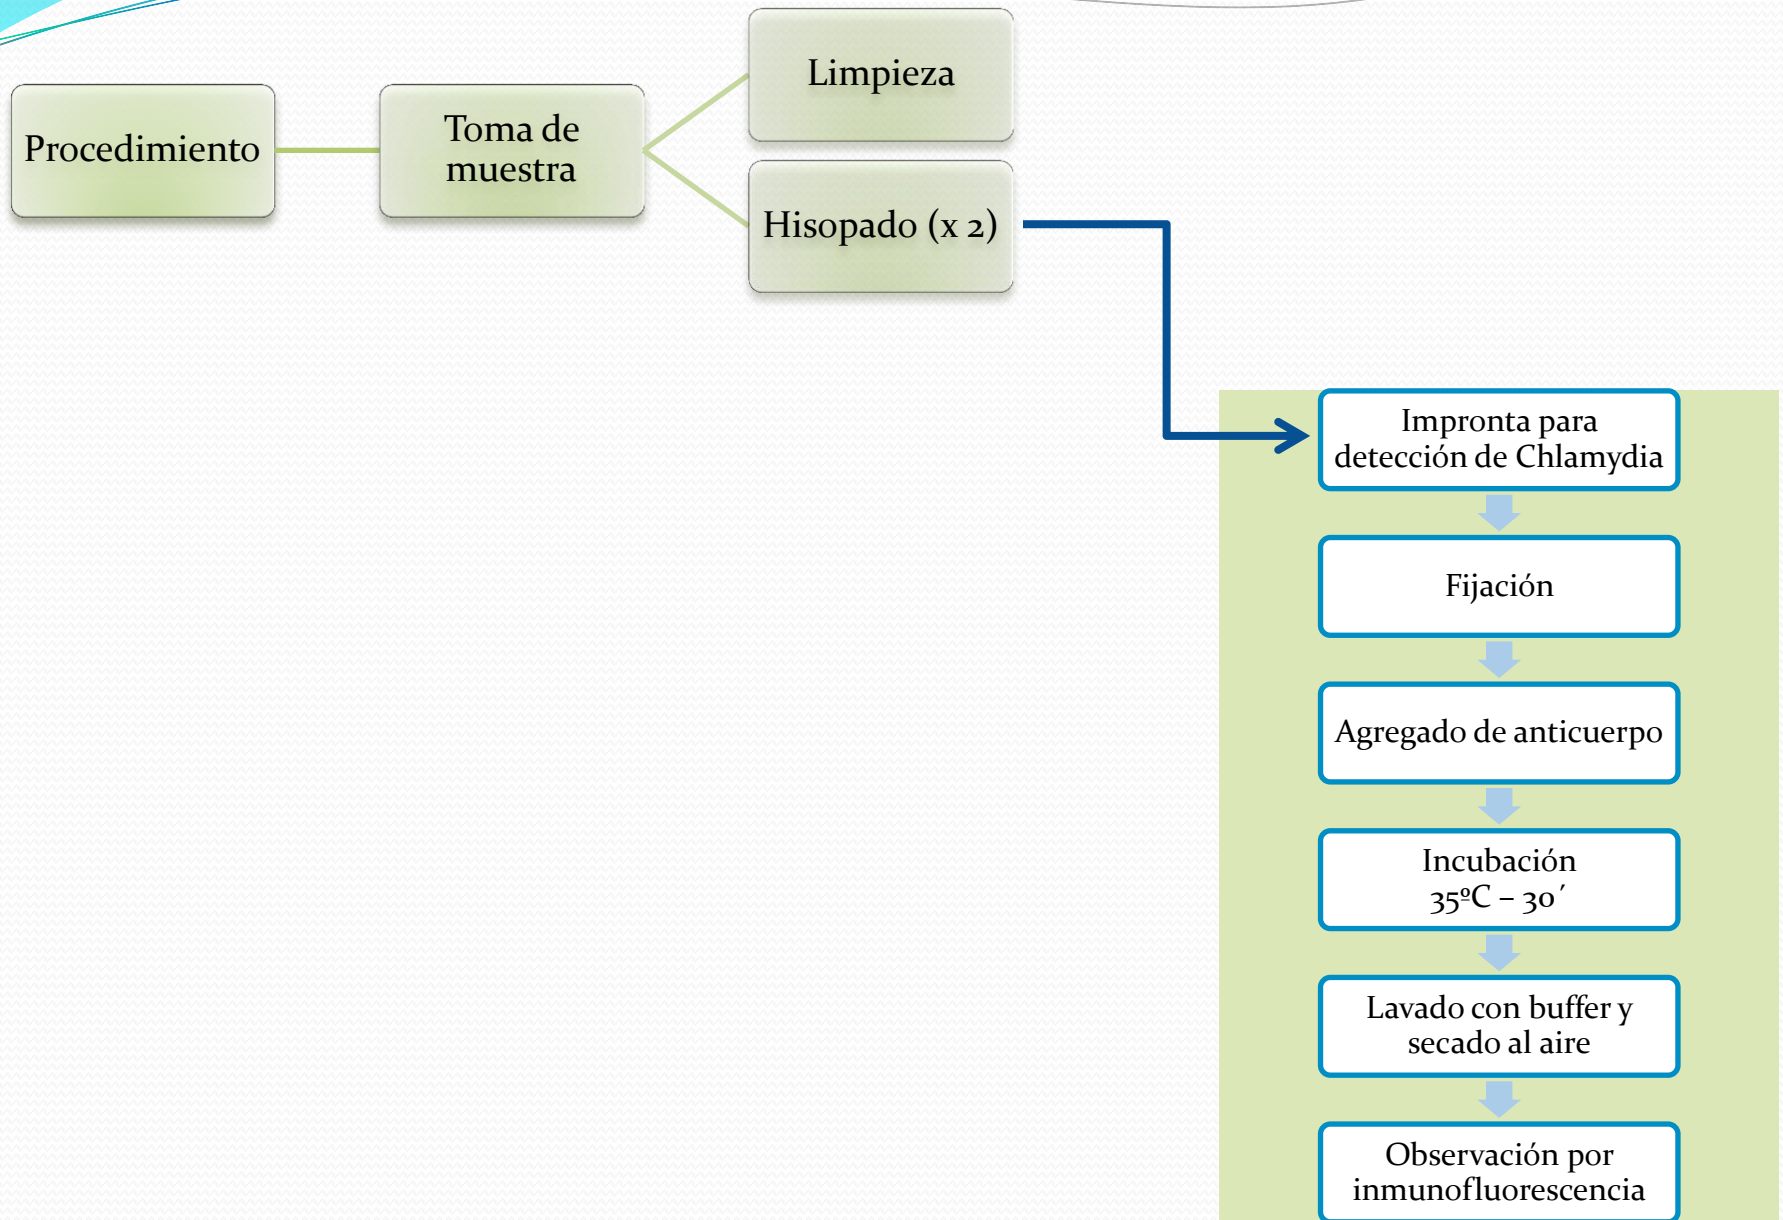 Procedimiento
Toma de
muestra
Limpieza
Hisopado (x 2)
Impronta para
detección de Chlamydia
Fijación
Agregado de anticuerpo
Incubación
35ºC – 30´
Lavado con buffer y
secado al aire
Observación por
inmunofluorescencia